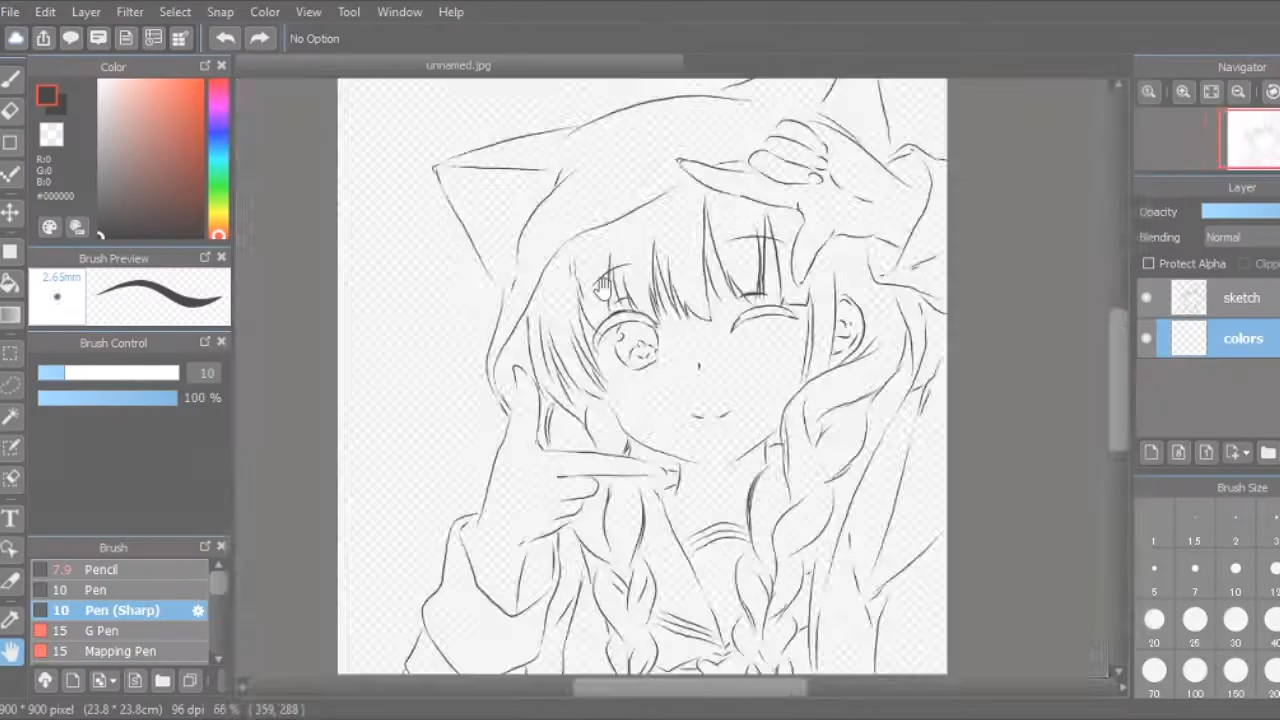 File Edit Layer Filter Select Snap Color View Tool Window Help
No Option
Color
unnamed.jpg
Navigator
R:0
G:0
B:0
#000000
Layer
Opacity
Blending Normal
Brush Preview
2.65mm
Protect Alpha Clipp
sketch
colors
Brush Control
10
100 %
Brush Size
1 1.5 2 3
5 7 10
20 25 30 40
70 100 150 20
Brush
7.9 Pencil
10 Pen
10 Pen (Sharp)
15 G Pen
15 Mapping Pen
T
900 * 900 pixel (23.8 * 23.8cm) 96 dpi 66 % ( 359, 288 )